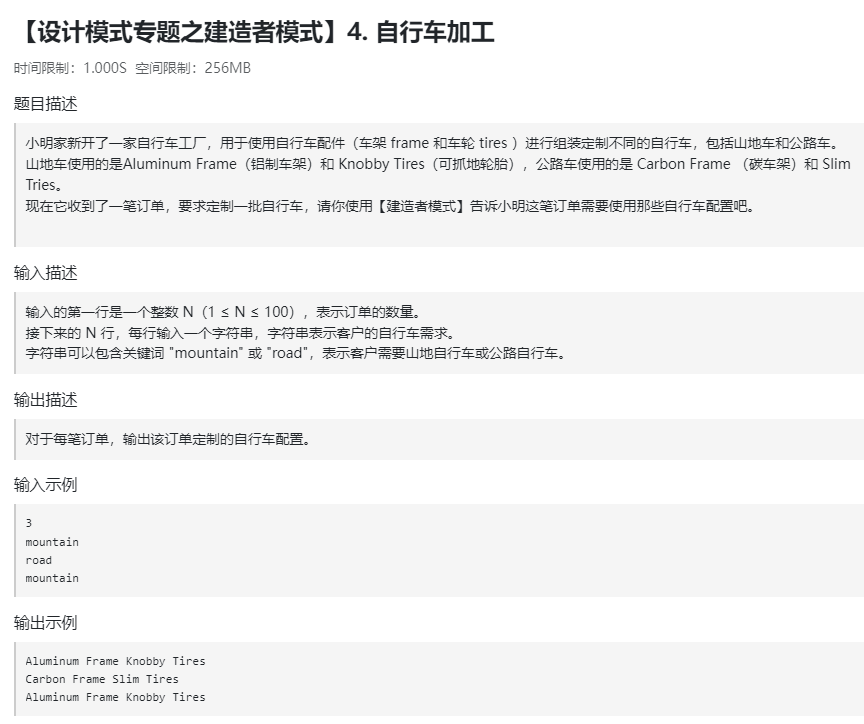 【设计模式专题之建造者模式】4. 自行车加工
时间限制：1.000S 空间限制：256MB
题目描述
小明家新开了一家自行车工厂，用于使用自行车配件（车架 frame 和车轮 tires ）进行组装定制不同的自行车，包括山地车和公路车。
山地车使用的是Aluminum Frame（铝制车架）和 Knobby Tires（可抓地轮胎），公路车使用的是 Carbon Frame （碳车架）和 Slim
Tries。
现在它收到了一笔订单，要求定制一批自行车，请你使用【建造者模式】告诉小明这笔订单需要使用那些自行车配置吧。
输入描述
输入的第一行是一个整数 N（1 ≤ N ≤ 100），表示订单的数量。
接下来的 N 行，每行输入一个字符串，字符串表示客户的自行车需求。
字符串可以包含关键词 "mountain" 或 "road"，表示客户需要山地自行车或公路自行车。
输出描述
对于每笔订单，输出该订单定制的自行车配置。
输入示例
3
mountain
road
mountain
输出示例
Aluminum Frame Knobby Tires
Carbon Frame Slim Tires
Aluminum Frame Knobby Tires